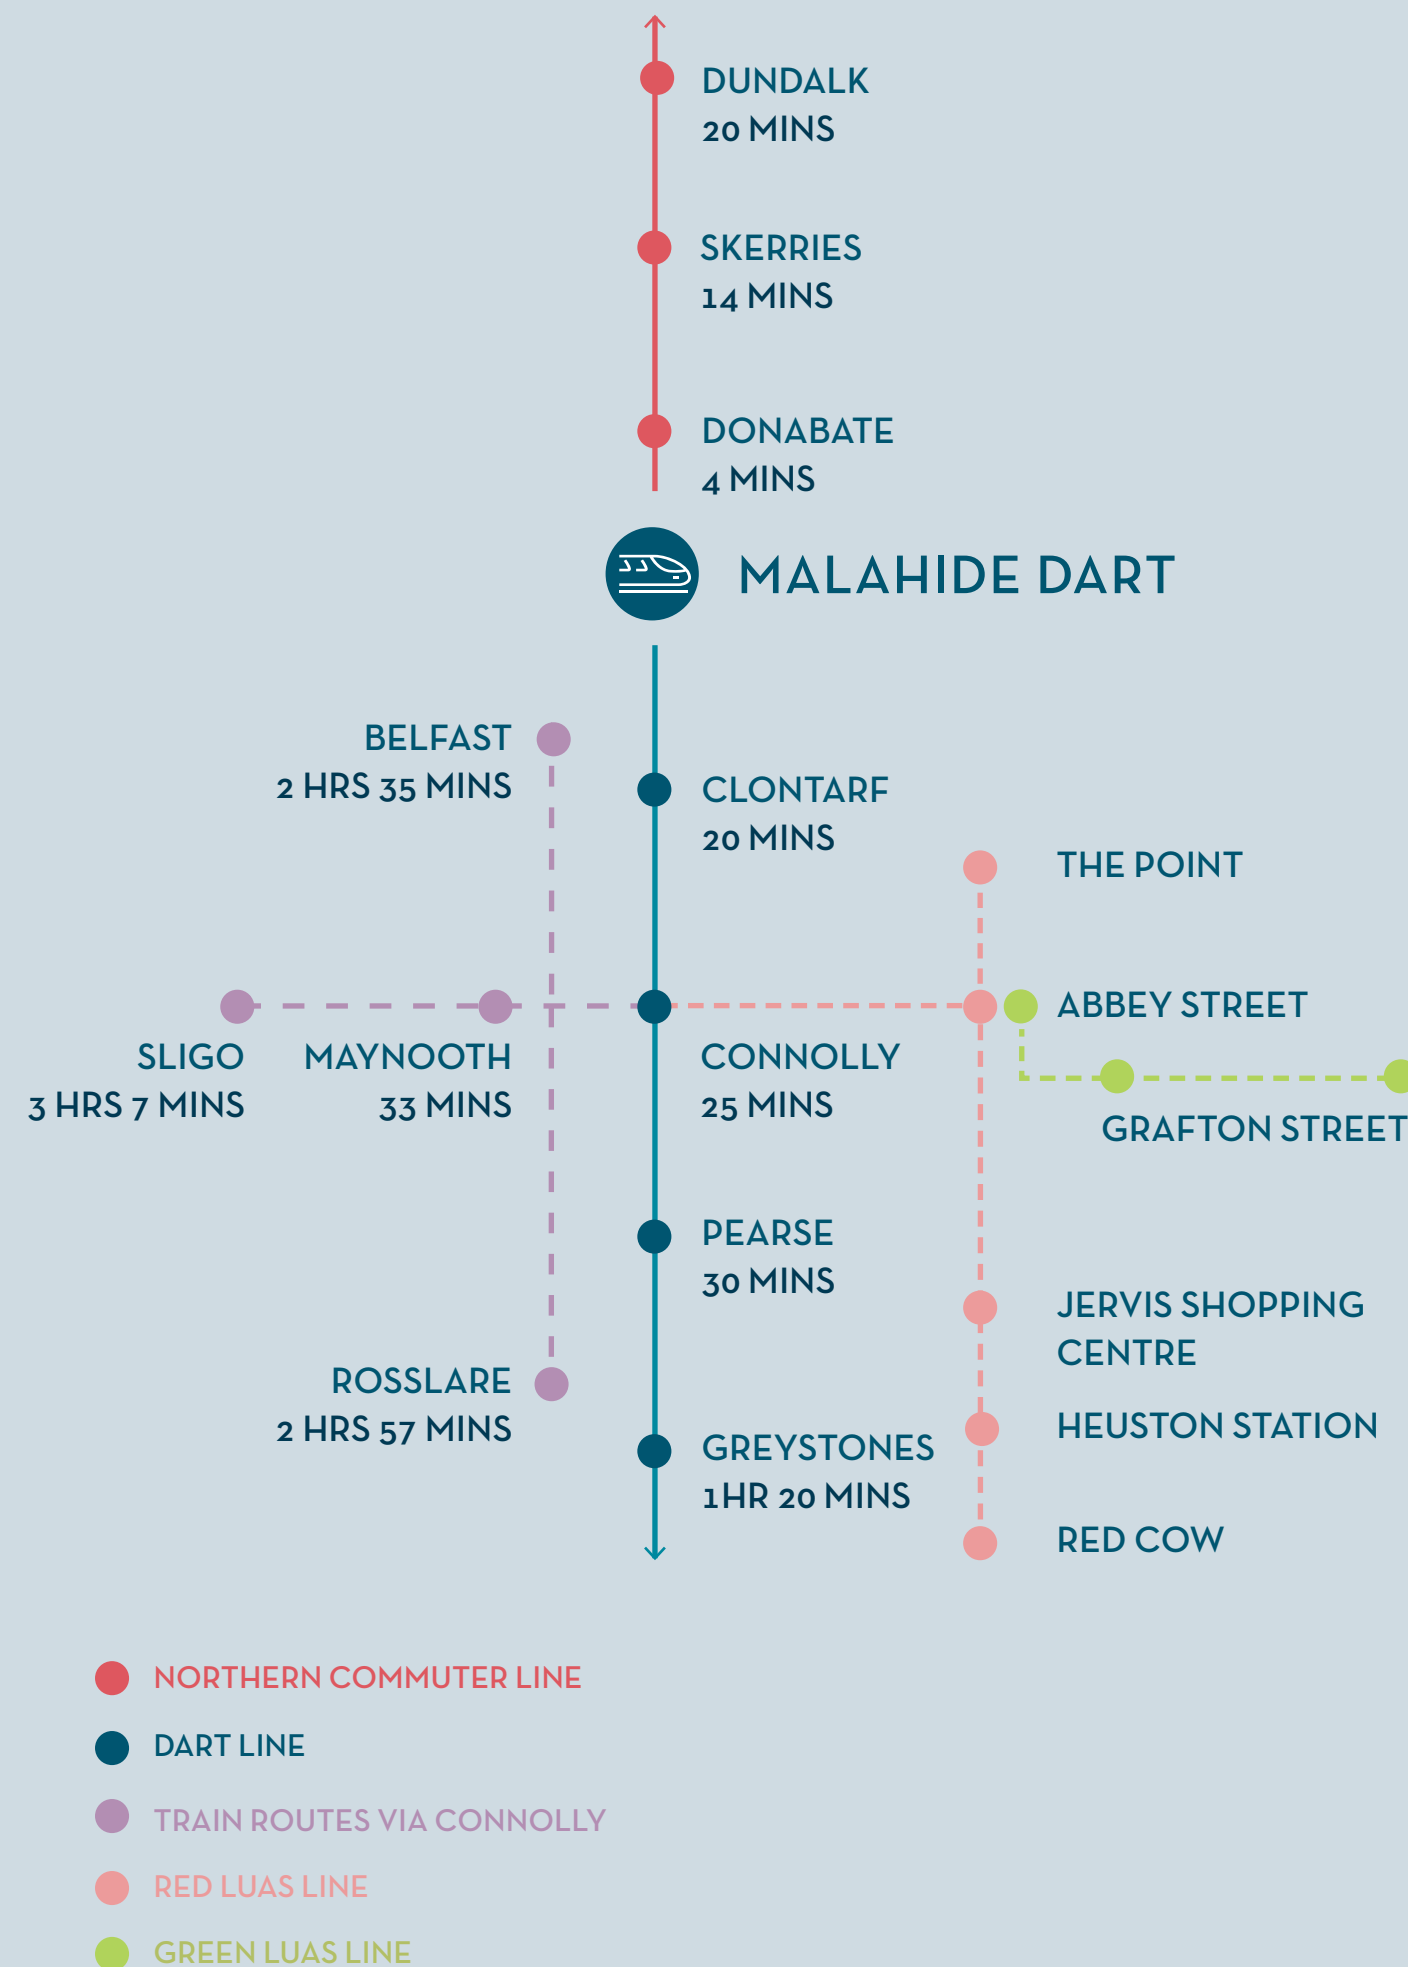 DUNDALK
20 MINS
SKERRIES
14 MINS
DONABATE
4 MINS
MALAHIDE DART
BELFAST
2 HRS 35 MINS
CLONTARF
20 MINS
THE POINT
ABBEY STREET
SLIGO
3 HRS 7 MINS
MAYNOOTH
33 MINS
CONNOLLY
25 MINS
GRAFTON STREET
PEARSE
30 MINS
JERVIS SHOPPING
CENTRE
ROSSLARE
2 HRS 57 MINS
HEUSTON STATION
GREYSTONES
1HR 20 MINS
RED COW
NORTHERN COMMUTER LINE
DART LINE
TRAIN ROUTES VIA CONNOLLY
RED LUAS LINE
GREEN LUAS LINE